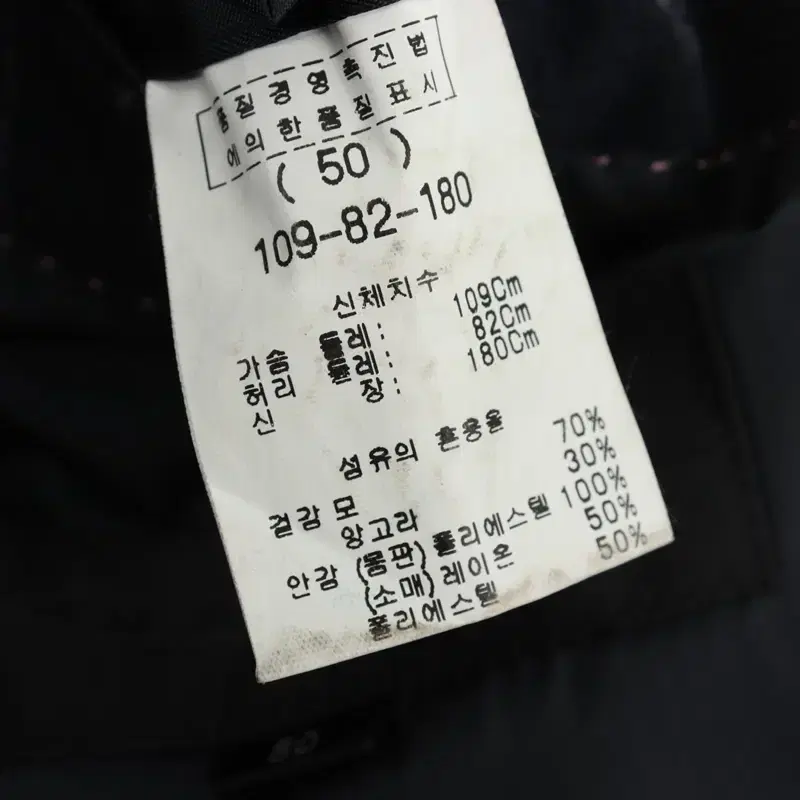 품질경영촉진법
에의한품질표시
( 50 )
109-82-180
신체치수
가슴 둘레: 109Cm
허리 둘레: 82Cm
신 장: 180Cm
섬유의 혼용율
겉감 모 70%
앙고라 30%
안감 (몸판) 폴리에스텔 100%
(소매) 레이온 50%
폴리에스텔 50%